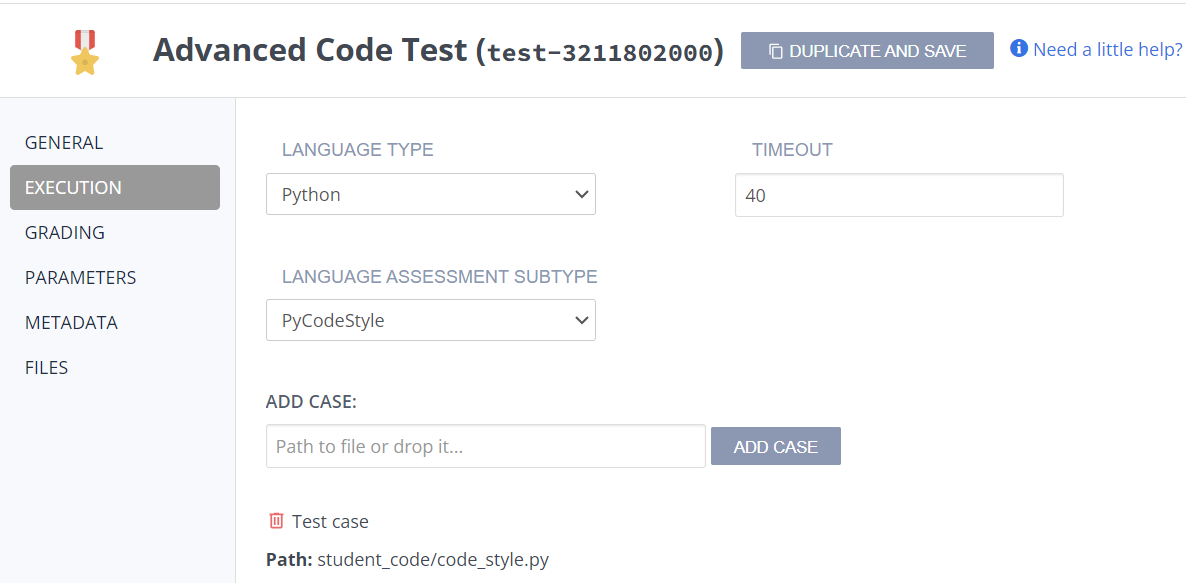 Advanced Code Test (test-3211802000)
DUPLICATE AND SAVE
Need a little help?
GENERAL
EXECUTION
GRADING
PARAMETERS
METADATA
FILES
LANGUAGE TYPE
TIMEOUT
Python
40
LANGUAGE ASSESSMENT SUBTYPE
PyCodeStyle
ADD CASE:
Path to file or drop it...
ADD CASE
Test case
Path: student_code/code_style.py